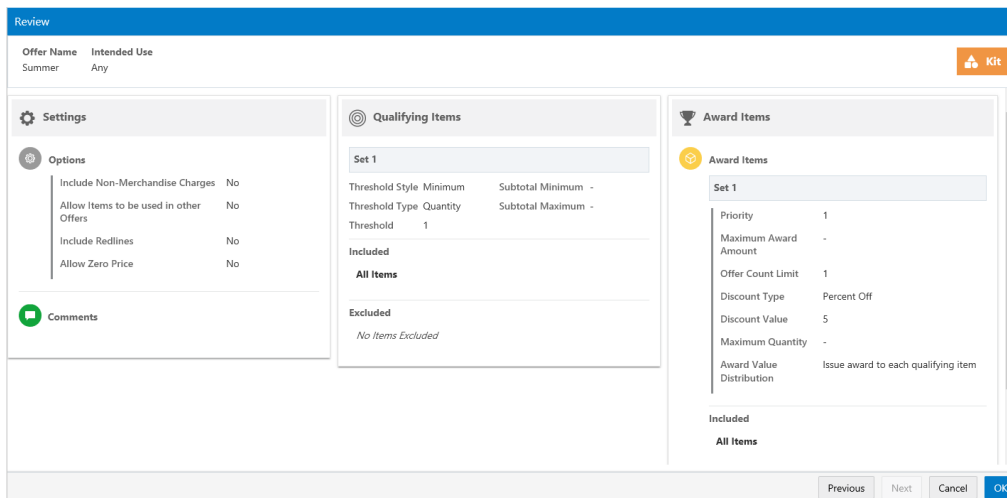 Review
Offer Name Intended Use
Summer Any
Kit
Settings
Options
Include Non-Merchandise Charges No
Allow Items to be used in other No
Offers
Include Redlines No
Allow Zero Price No
Comments
Qualifying Items
Set 1
Threshold Style Minimum Subtotal Minimum -
Threshold Type Quantity Subtotal Maximum -
Threshold 1
Included
All Items
Excluded
No Items Excluded
Award Items
Award Items
Set 1
Priority 1
Maximum Award -
Amount
Offer Count Limit 1
Discount Type Percent Off
Discount Value 5
Maximum Quantity -
Award Value Issue award to each qualifying item
Distribution
Included
All Items
Previous Next Cancel OK